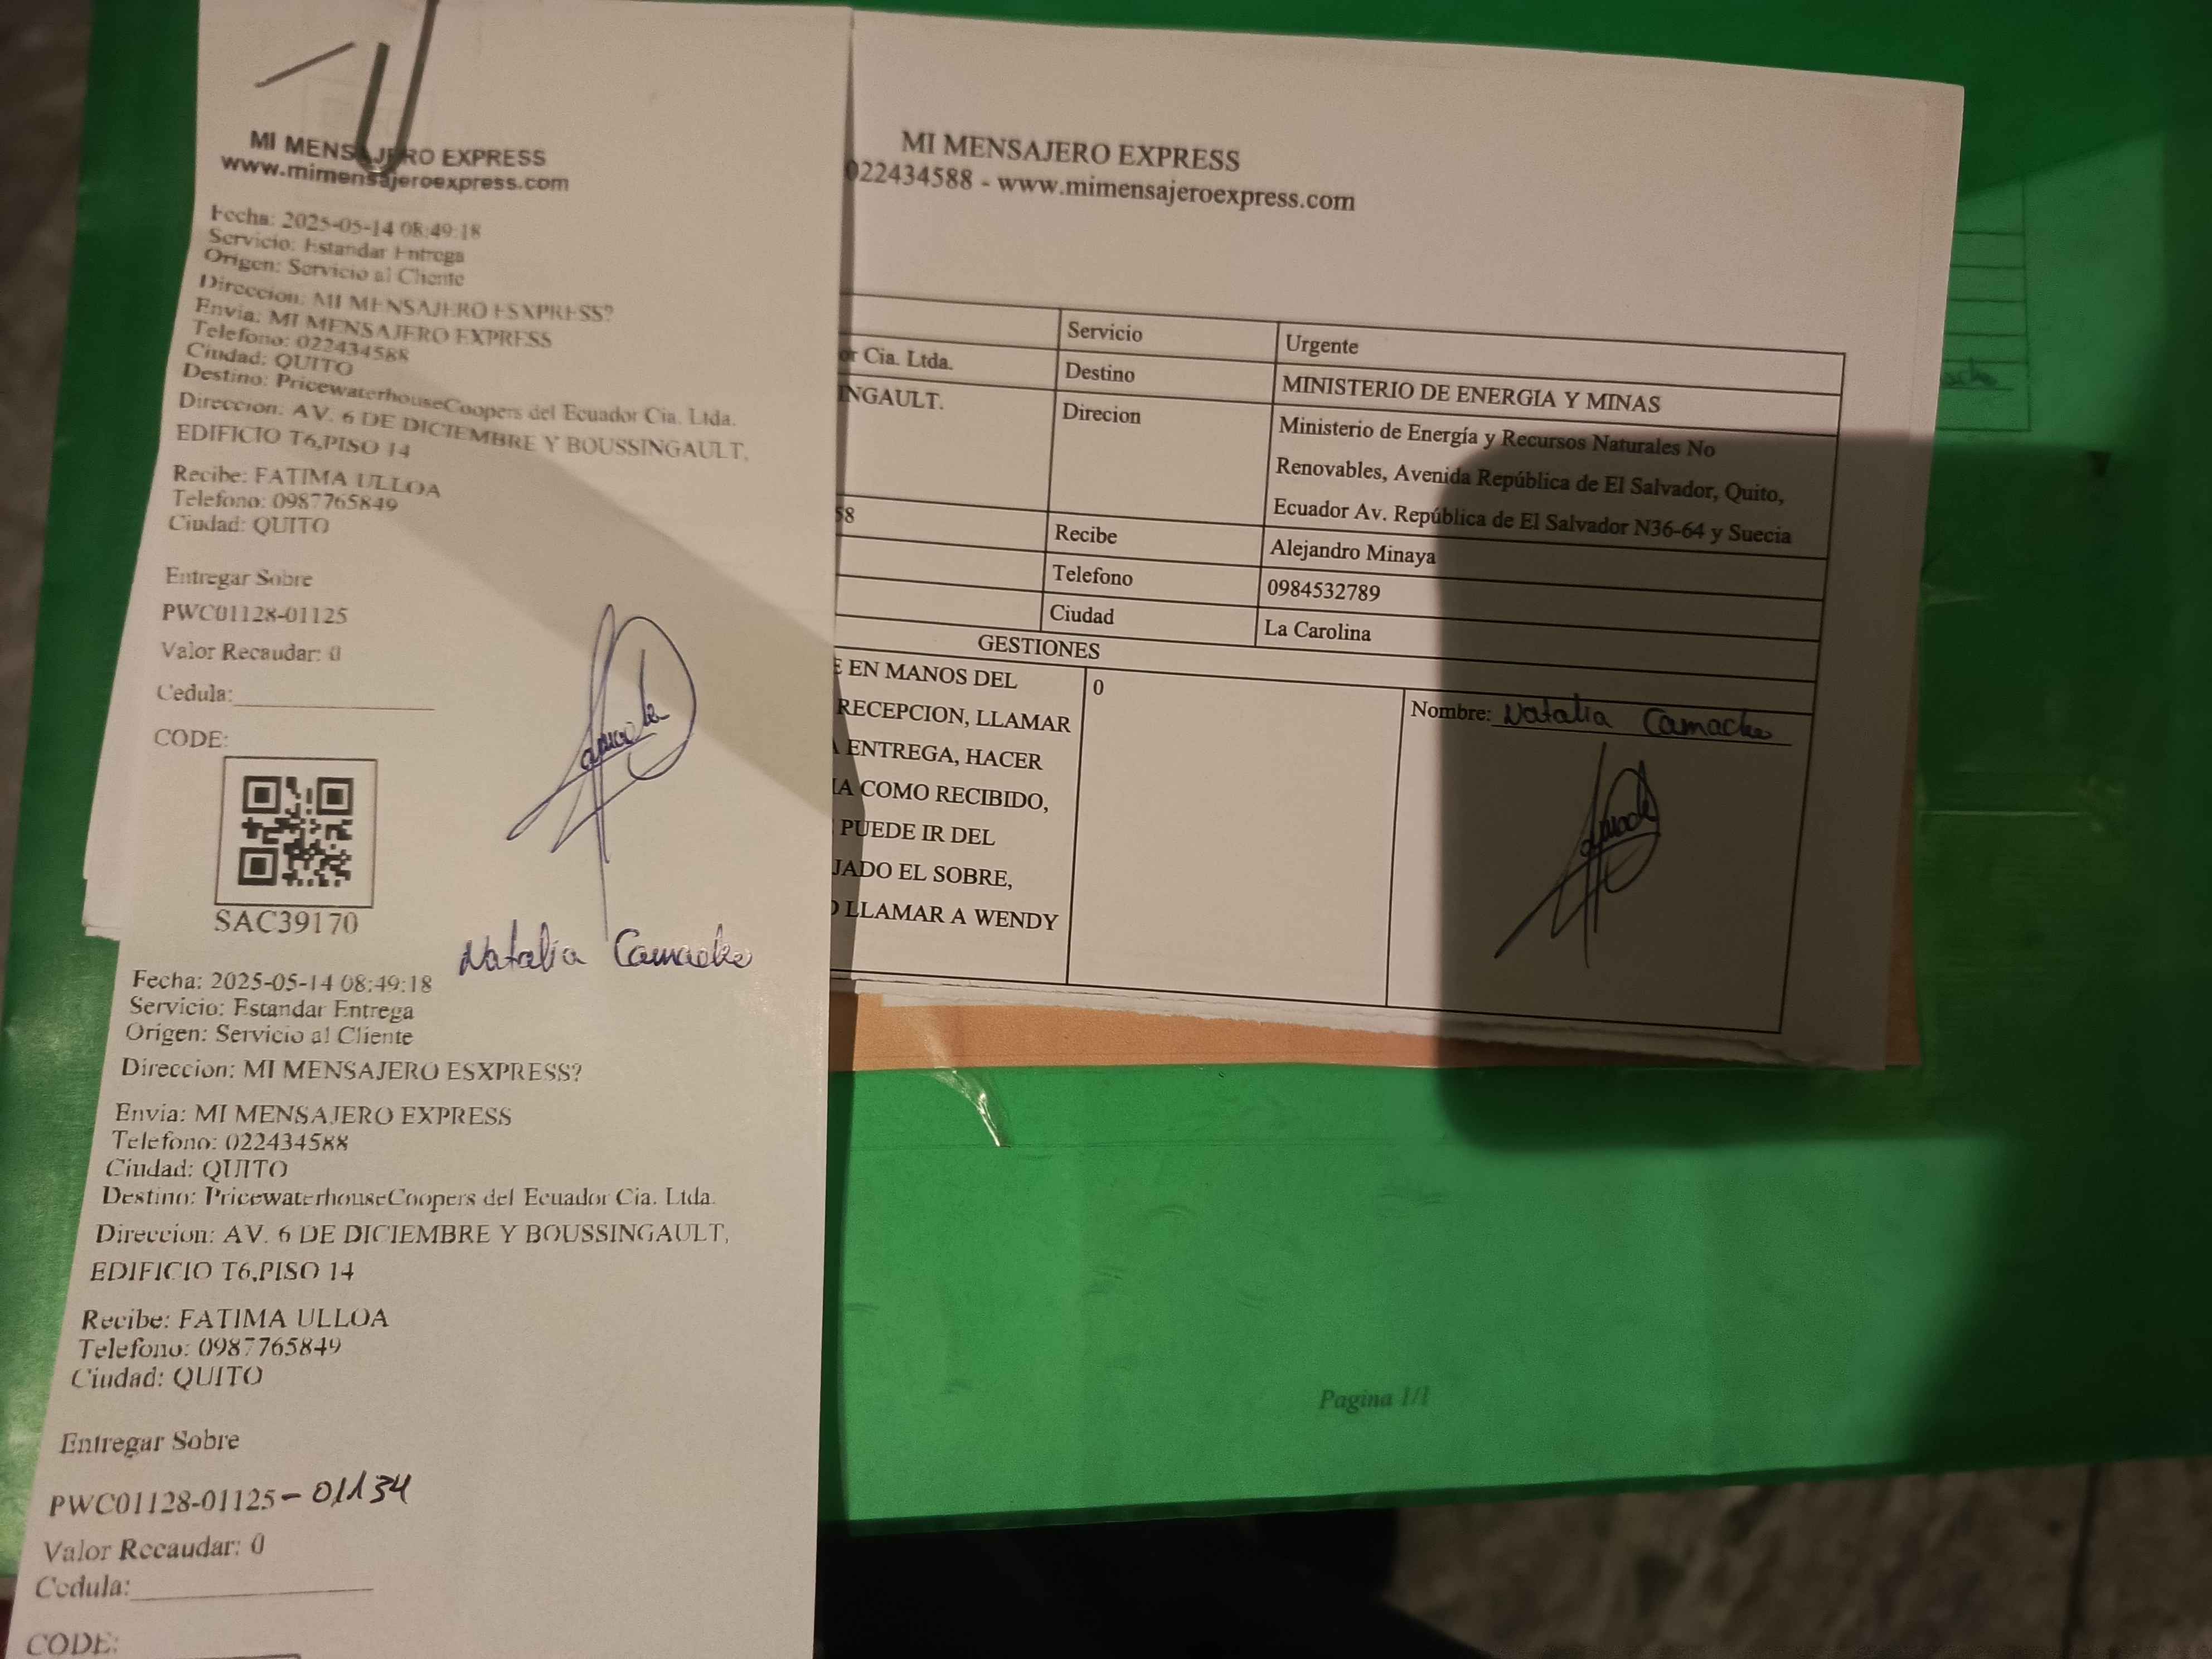 MI MENSAJERO EXPRESS
www.mimensajeroexpress.com
Fecha: 2025-05-14 08:49:18
Servicio: Estandar Entrega
Origen: Servicio al Cliente
Direccion: MI MENSAJERO ESXPRESS?
Envia: MI MENSAJERO EXPRESS
Telefono: 022434588
Ciudad: QUITO
Destino: PricewaterhouseCoopers del Ecuador Cia. Ltda.
Direccion: AV. 6 DE DICIEMBRE Y BOUSSINGAULT,
EDIFICIO T6,PISO 14
Recibe: FATIMA ULLOA
Telefono: 0987765849
Ciudad: QUITO
Entregar Sobre
PWC01128-01125
Valor Recaudar: 0
Cedula:
CODE:
SAC39170
Natalia Camacho
Fecha: 2025-05-14 08:49:18
Servicio: Estandar Entrega
Origen: Servicio al Cliente
Direccion: MI MENSAJERO ESXPRESS?
Envia: MI MENSAJERO EXPRESS
Telefono: 022434588
Ciudad: QUITO
Destino: PricewaterhouseCoopers del Ecuador Cia. Ltda.
Direccion: AV. 6 DE DICIEMBRE Y BOUSSINGAULT,
EDIFICIO T6,PISO 14
Recibe: FATIMA ULLOA
Telefono: 0987765849
Ciudad: QUITO
Entregar Sobre
PWC01128-01125-01134
Valor Recaudar: 0
Cedula:
CODE:
MI MENSAJERO EXPRESS
022434588 - www.mimensajeroexpress.com
Servicio Urgente
or Cia. Ltda. Destino MINISTERIO DE ENERGIA Y MINAS
INGAULT. Direcion Ministerio de Energía y Recursos Naturales No
Renovables, Avenida República de El Salvador, Quito,
Ecuador Av. República de El Salvador N36-64 y Suecia
58 Recibe Alejandro Minaya
Telefono 0984532789
Ciudad La Carolina
GESTIONES
E EN MANOS DEL 0 Nombre: Natalia Camacho
RECEPCION, LLAMAR
A ENTREGA, HACER
IA COMO RECIBIDO,
PUEDE IR DEL
JADO EL SOBRE,
O LLAMAR A WENDY
Pagina 1/1